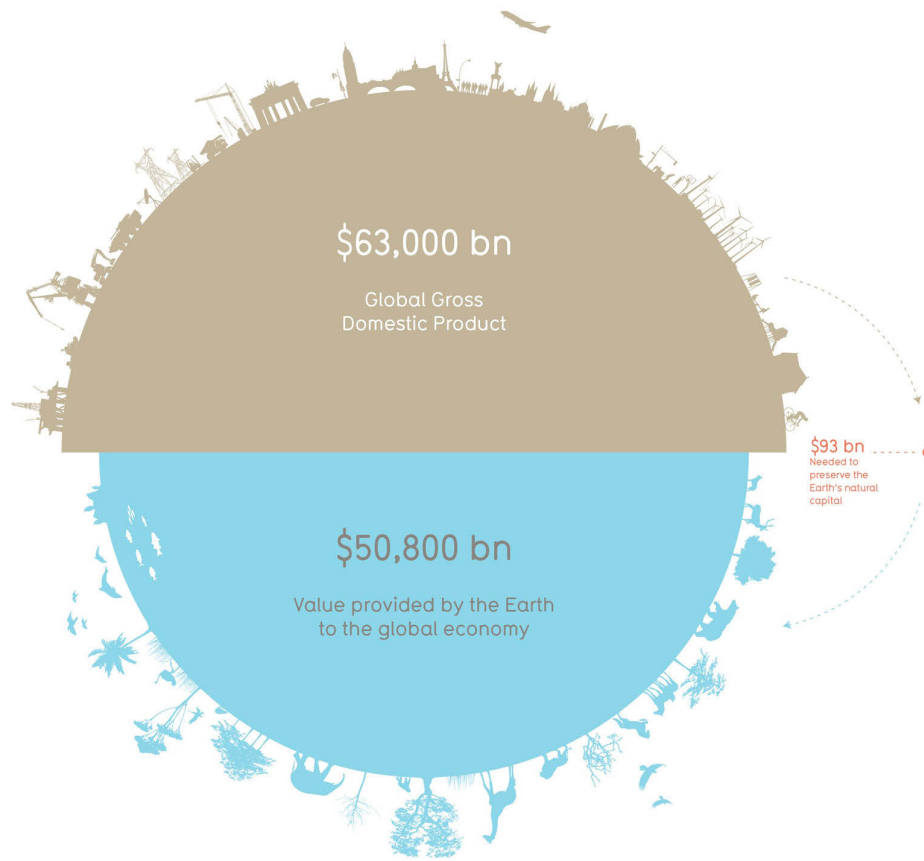 $63,000 bn
Global Gross
Domestic Product
$93 bn
Needed to
preserve the
Earth's natural
capital
$50,800 bn
Value provided by the Earth
to the global economy